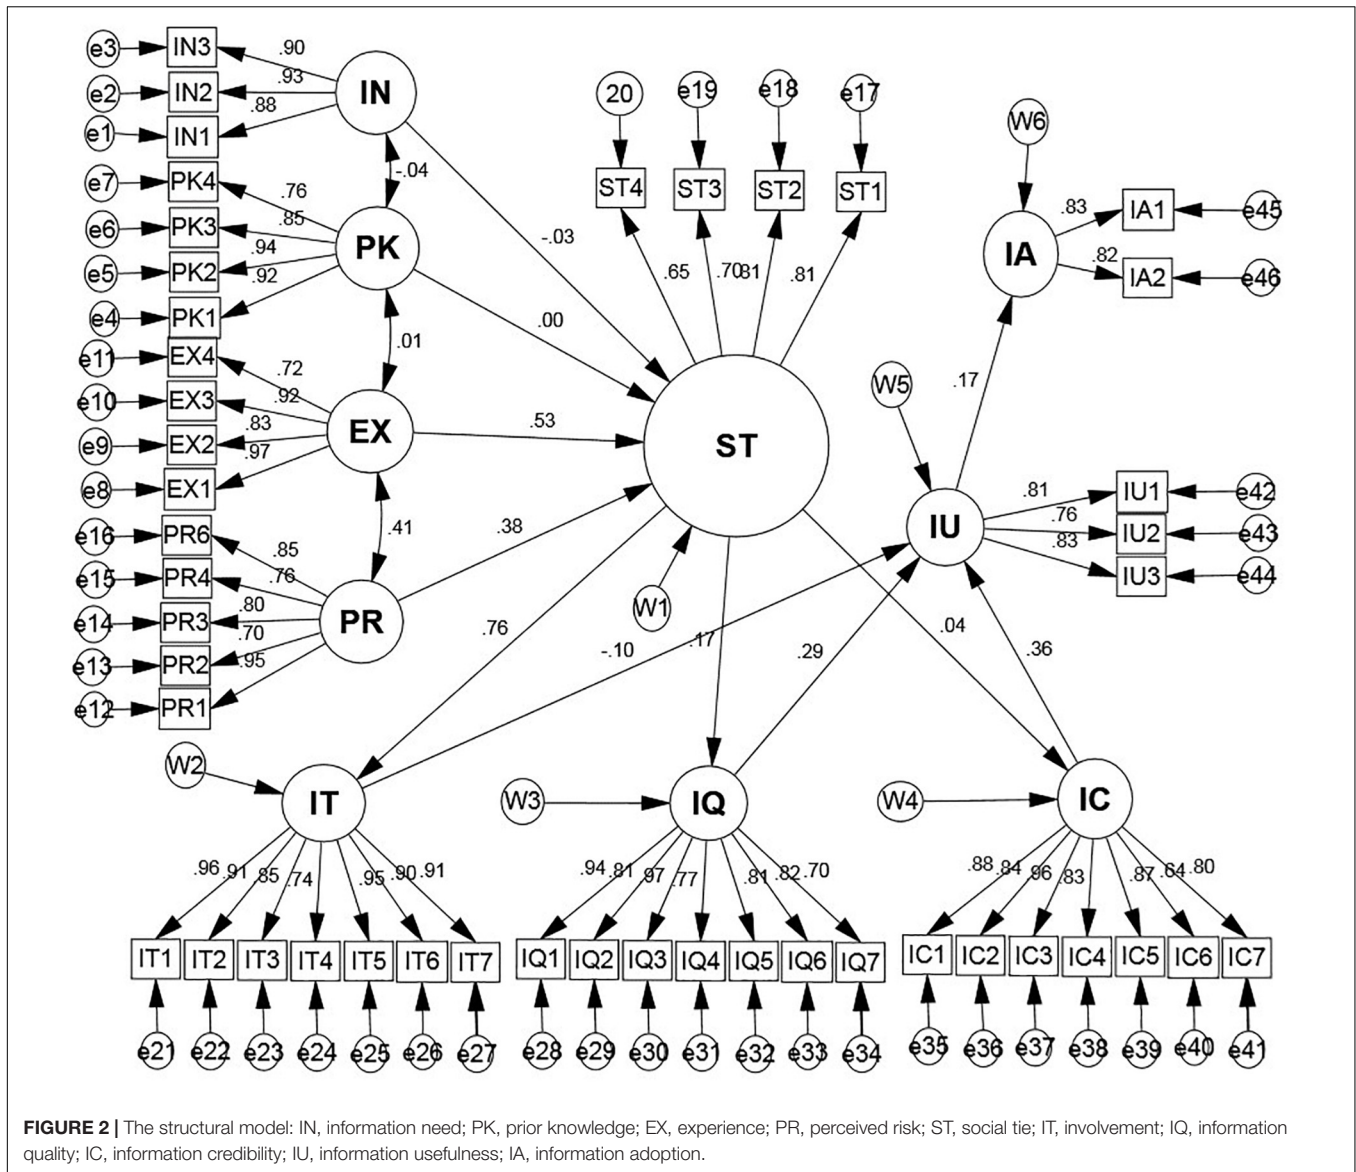 e3 IN3 .90
e2 IN2 .93 IN
e1 IN1 .88
-.04
e7 PK4 .76
e6 PK3 .85 PK
e5 PK2 .94
e4 PK1 .92
.01
e11 EX4 .72
e10 EX3 .92 EX
e9 EX2 .83
e8 EX1 .97
.41
e16 PR6 .85
e15 PR4 .76
e14 PR3 .80 PR
e13 PR2 .70
e12 PR1 .95
20 e19 e18 e17
ST4 ST3 ST2 ST1
.65 .70 .81 .81
-.03
.00
.53
.38
ST
W1
W6
IA
.83 IA1 e45
.82 IA2 e46
.17
W5
IU
.81 IU1 e42
.76 IU2 e43
.83 IU3 e44
.76 -.10 .17 .29 .04 .36
W2 IT W3 IQ W4 IC
.96 .91 .85 .74 .95 .90 .91
.94 .81 .97 .77 .81 .82 .70
.88 .84 .96 .83 .87 .64 .80
IT1 IT2 IT3 IT4 IT5 IT6 IT7
IQ1 IQ2 IQ3 IQ4 IQ5 IQ6 IQ7
IC1 IC2 IC3 IC4 IC5 IC6 IC7
e21 e22 e23 e24 e25 e26 e27
e28 e29 e30 e31 e32 e33 e34
e35 e36 e37 e38 e39 e40 e41
FIGURE 2 | The structural model: IN, information need; PK, prior knowledge; EX, experience; PR, perceived risk; ST, social tie; IT, involvement; IQ, information
quality; IC, information credibility; IU, information usefulness; IA, information adoption.